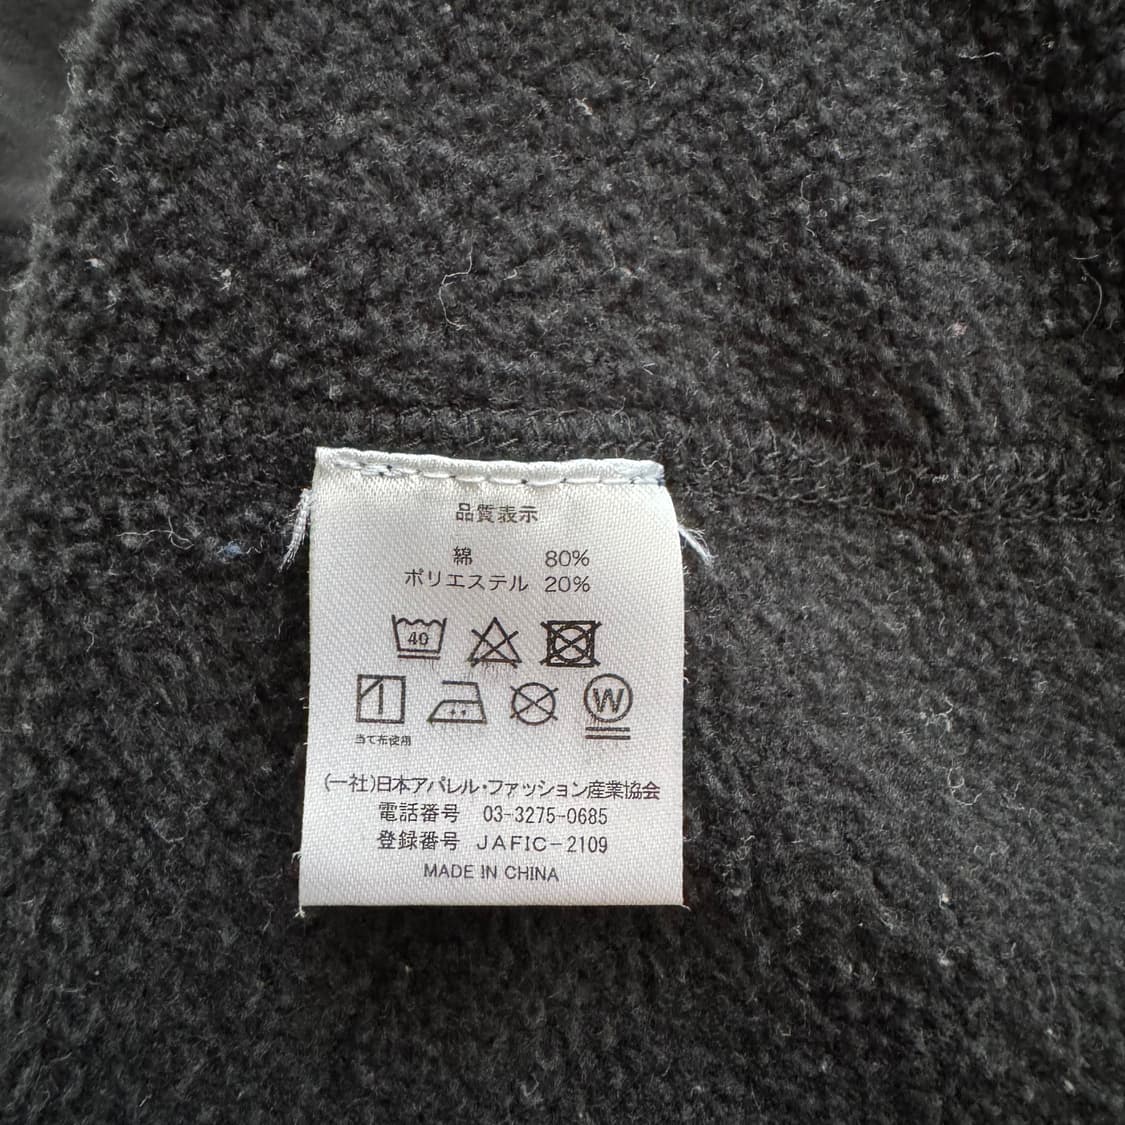 品質表示
綿 80%
ポリエステル 20%
40
W
当て布使用
(一社)日本アパレル・ファッション産業協会
電話番号 03-3275-0685
登録番号 JAFIC-2109
MADE IN CHINA